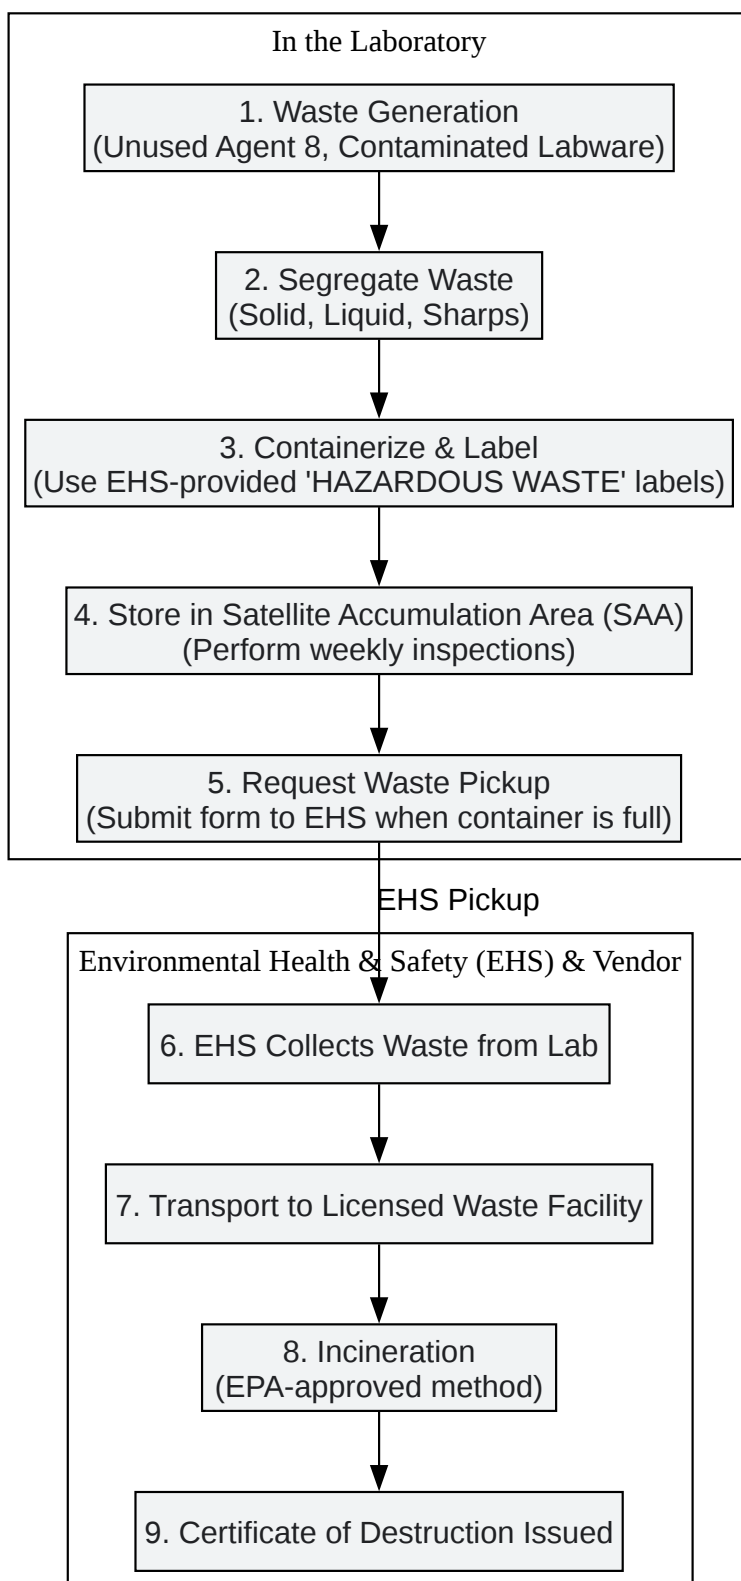 In the Laboratory
1. Waste Generation
(Unused Agent 8, Contaminated Labware)
2. Segregate Waste
(Solid, Liquid, Sharps)
3. Containerize & Label
(Use EHS-provided 'HAZARDOUS WASTE' labels)
4. Store in Satellite Accumulation Area (SAA)
(Perform weekly inspections)
5. Request Waste Pickup
(Submit form to EHS when container is full)
EHS Pickup
Environmental Health & Safety (EHS) & Vendor
6. EHS Collects Waste from Lab
7. Transport to Licensed Waste Facility
8. Incineration
(EPA-approved method)
9. Certificate of Destruction Issued